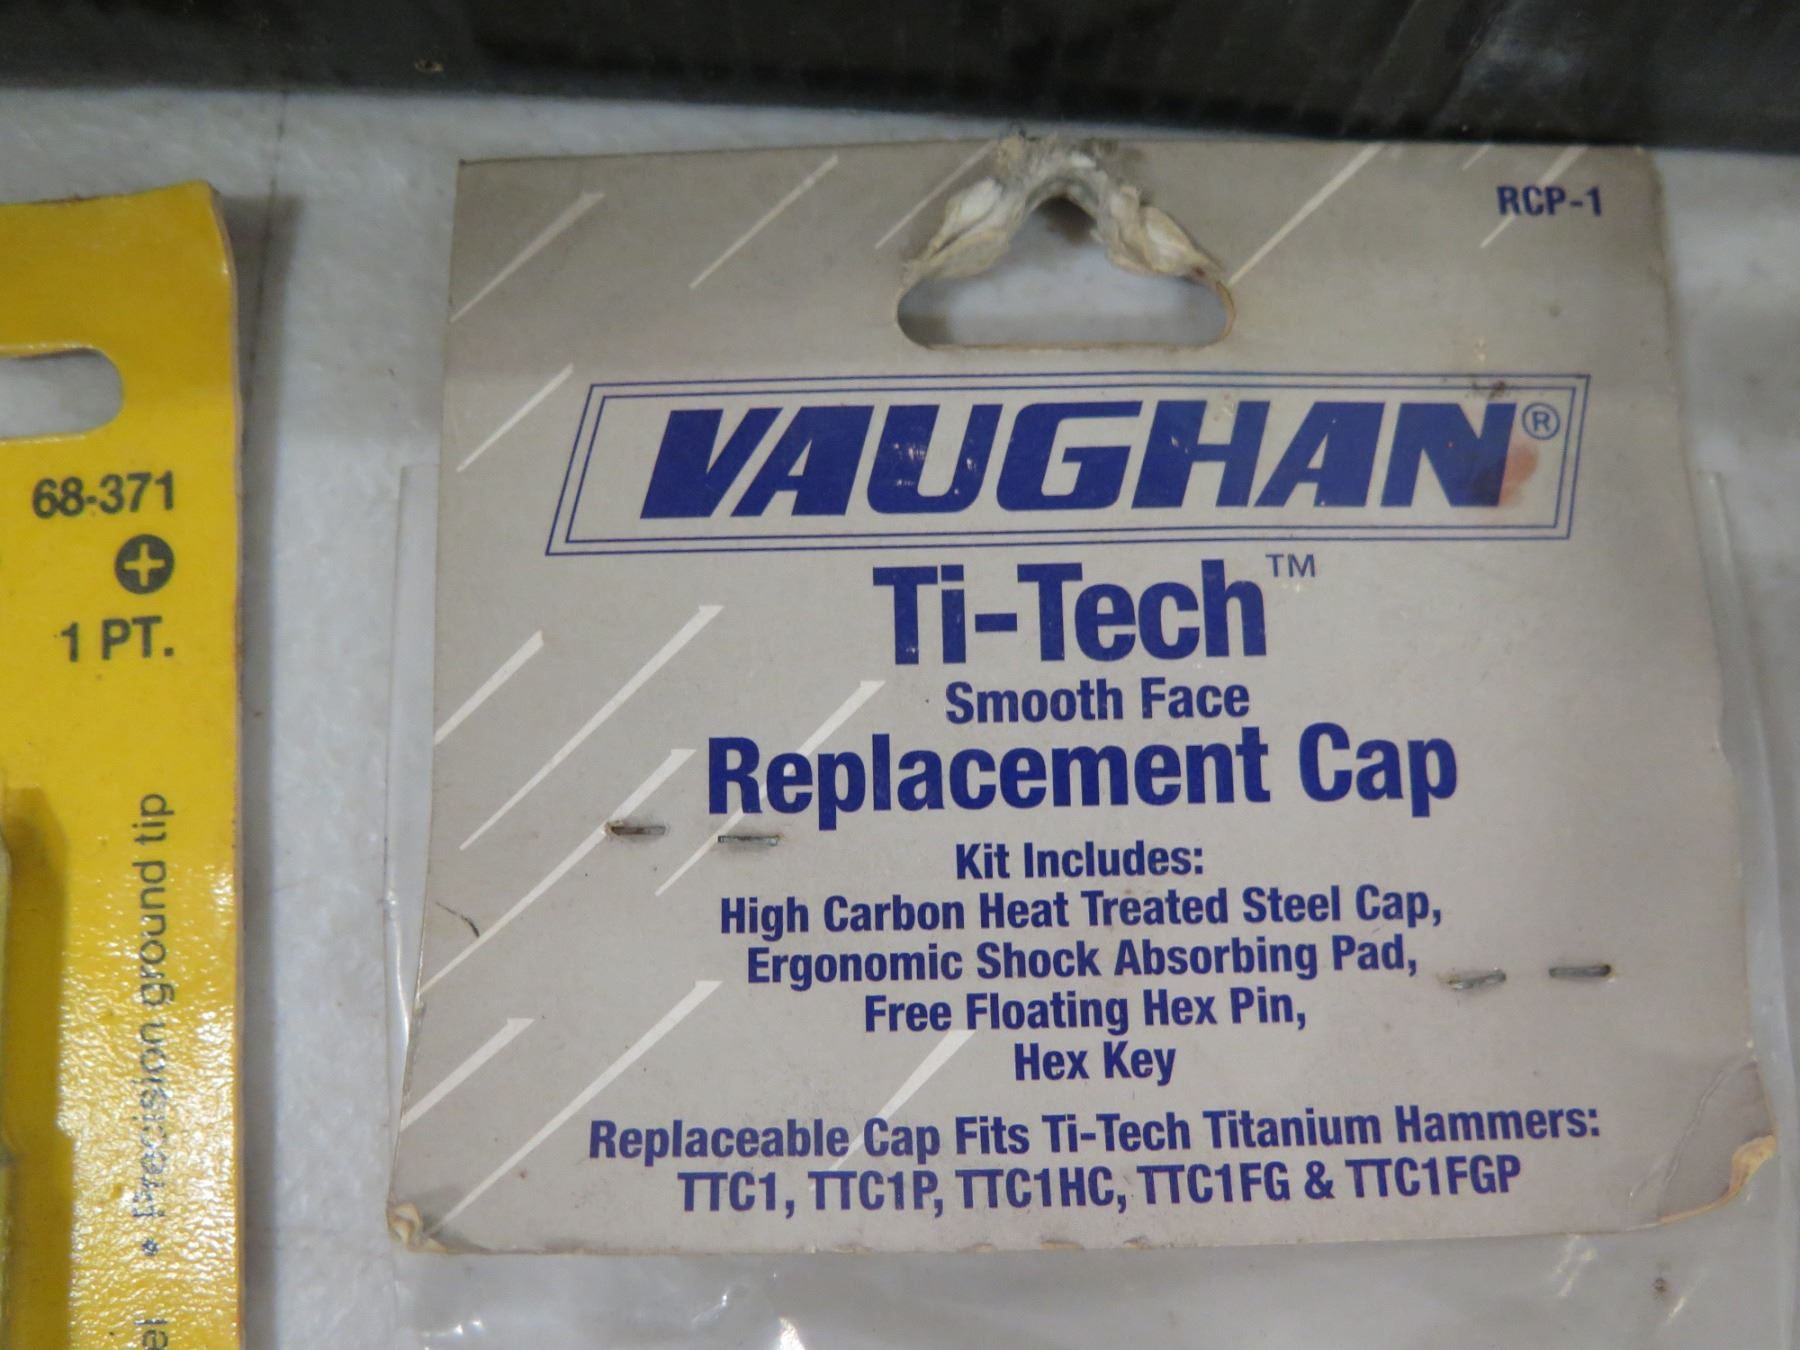 68-371
1 PT.
• Precision ground tip
RCP-1
VAUGHAN®
Ti-Tech™
Smooth Face
Replacement Cap
Kit Includes:
High Carbon Heat Treated Steel Cap,
Ergonomic Shock Absorbing Pad,
Free Floating Hex Pin,
Hex Key
Replaceable Cap Fits Ti-Tech Titanium Hammers:
TTC1, TTC1P, TTC1HC, TTC1FG & TTC1FGP